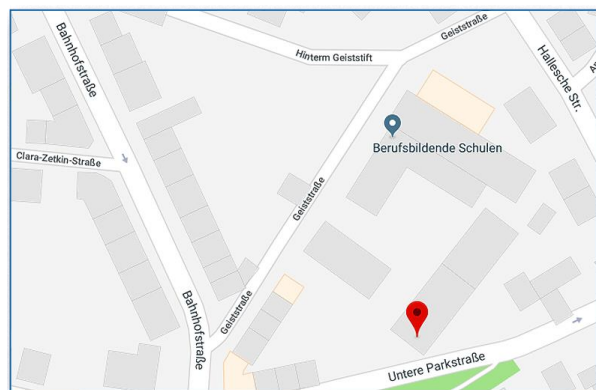 Geiststraße
Bahnhofstraße
Hinterm Geiststift
Hallesche Str.
Berufsbildende Schulen
Clara-Zetkin-Straße
Geiststraße
Bahnhofstraße
Geiststraße
Untere Parkstraße